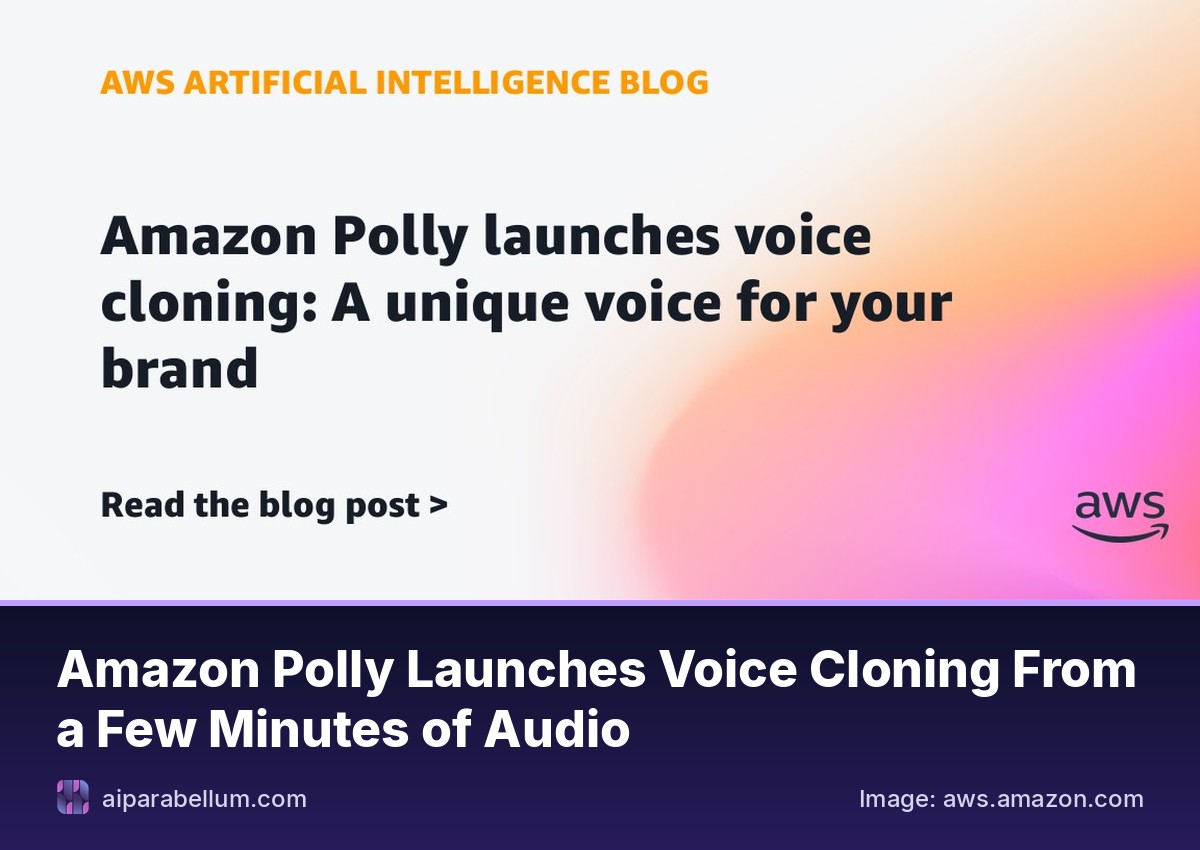 AWS ARTIFICIAL INTELLIGENCE BLOG
Amazon Polly launches voice
cloning: A unique voice for your
brand
Read the blog post >
aws
Amazon Polly Launches Voice Cloning From
a Few Minutes of Audio
aiparabellum.com
Image: aws.amazon.com